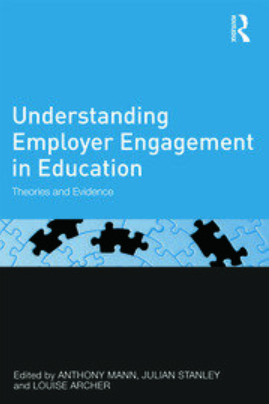 Routledge
Understanding
Employer Engagement
in Education
Theories and Evidence
Edited by ANTHONY MANN, JULIAN STANLEY
and LOUISE ARCHER